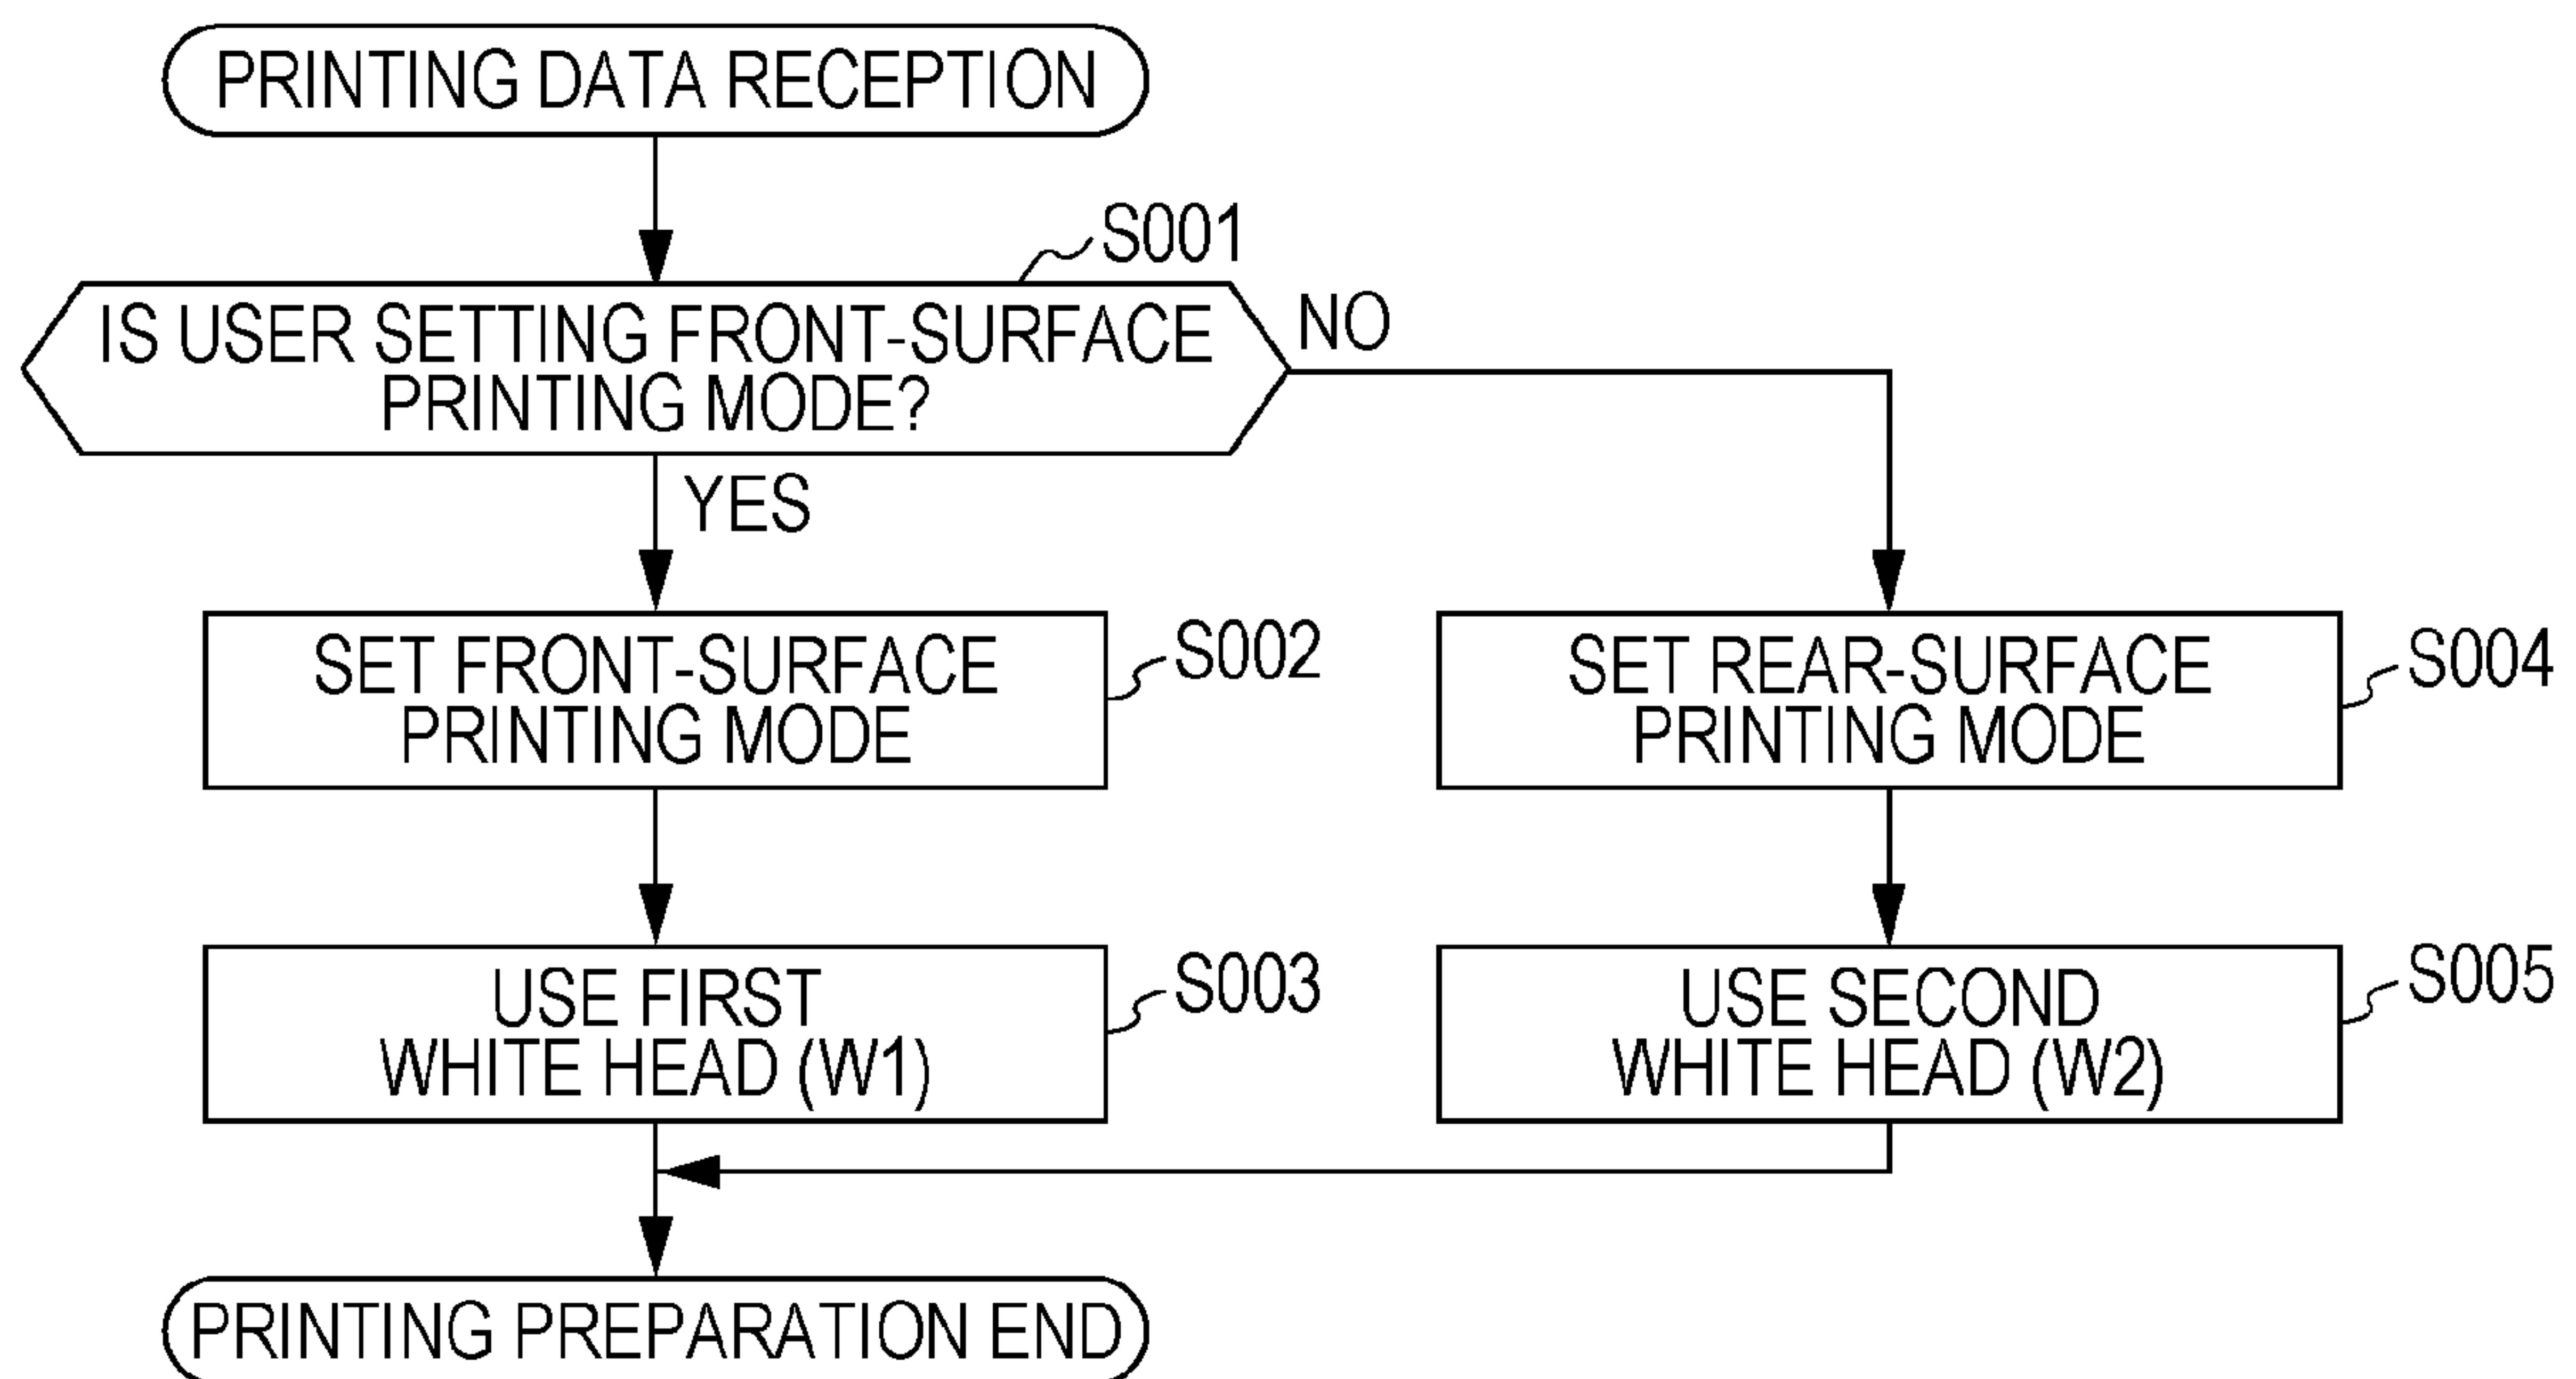 PRINTING DATA RECEPTION
S001
IS USER SETTING FRONT-SURFACE
PRINTING MODE?
NO
YES
SET FRONT-SURFACE
PRINTING MODE
S002
SET REAR-SURFACE
PRINTING MODE
S004
USE FIRST
WHITE HEAD (W1)
S003
USE SECOND
WHITE HEAD (W2)
S005
PRINTING PREPARATION END